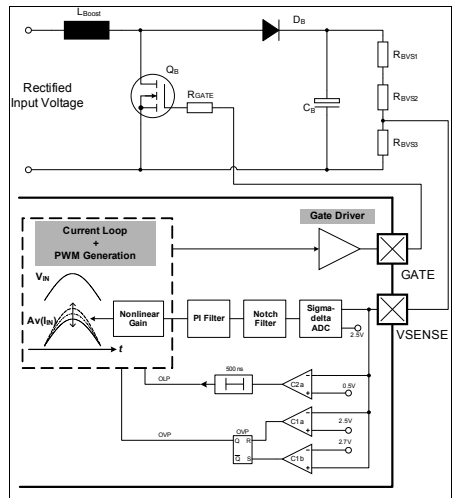 LBoost
DB
QB
RGATE
CB
RBVS1
RBVS2
RBVS3
Rectified
Input Voltage
Current Loop
+
PWM Generation
VIN
Av(IIN)
t
Nonlinear
Gain
PI Filter
Notch
Filter
Sigma-
delta
ADC
2.5V
Gate Driver
GATE
VSENSE
500 ns
OLP
C2a
0.5V
OVP
OVP
Q R
Q S
C1a
2.5V
C1b
2.7V